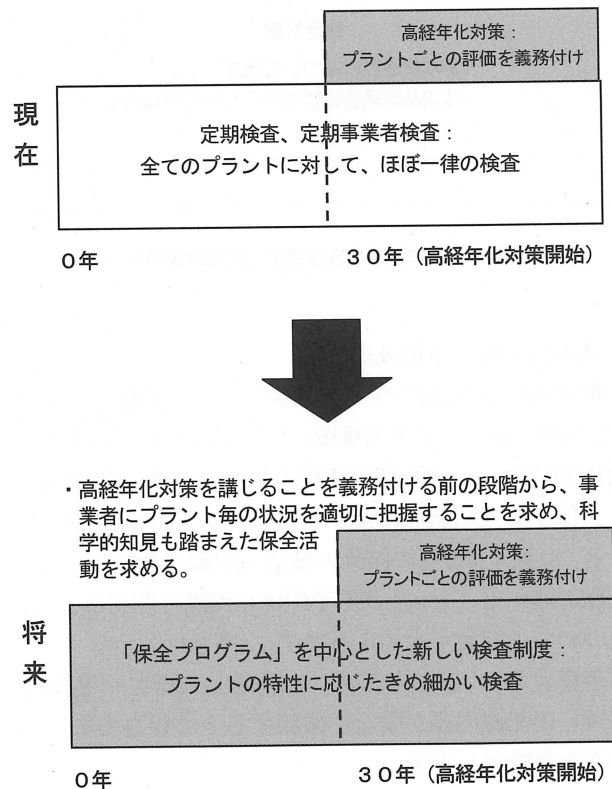 高経年化対策：
プラントごとの評価を義務付け
現在
定期検査、定期事業者検査：
全てのプラントに対して、ほぼ一律の検査
０年
３０年（高経年化対策開始）
・高経年化対策を講じることを義務付ける前の段階から、事
業者にプラント毎の状況を適切に把握することを求め、科
学的知見も踏まえた保全活
動を求める。
高経年化対策：
プラントごとの評価を義務付け
将来
「保全プログラム」を中心とした新しい検査制度：
プラントの特性に応じたきめ細かい検査
０年
３０年（高経年化対策開始）